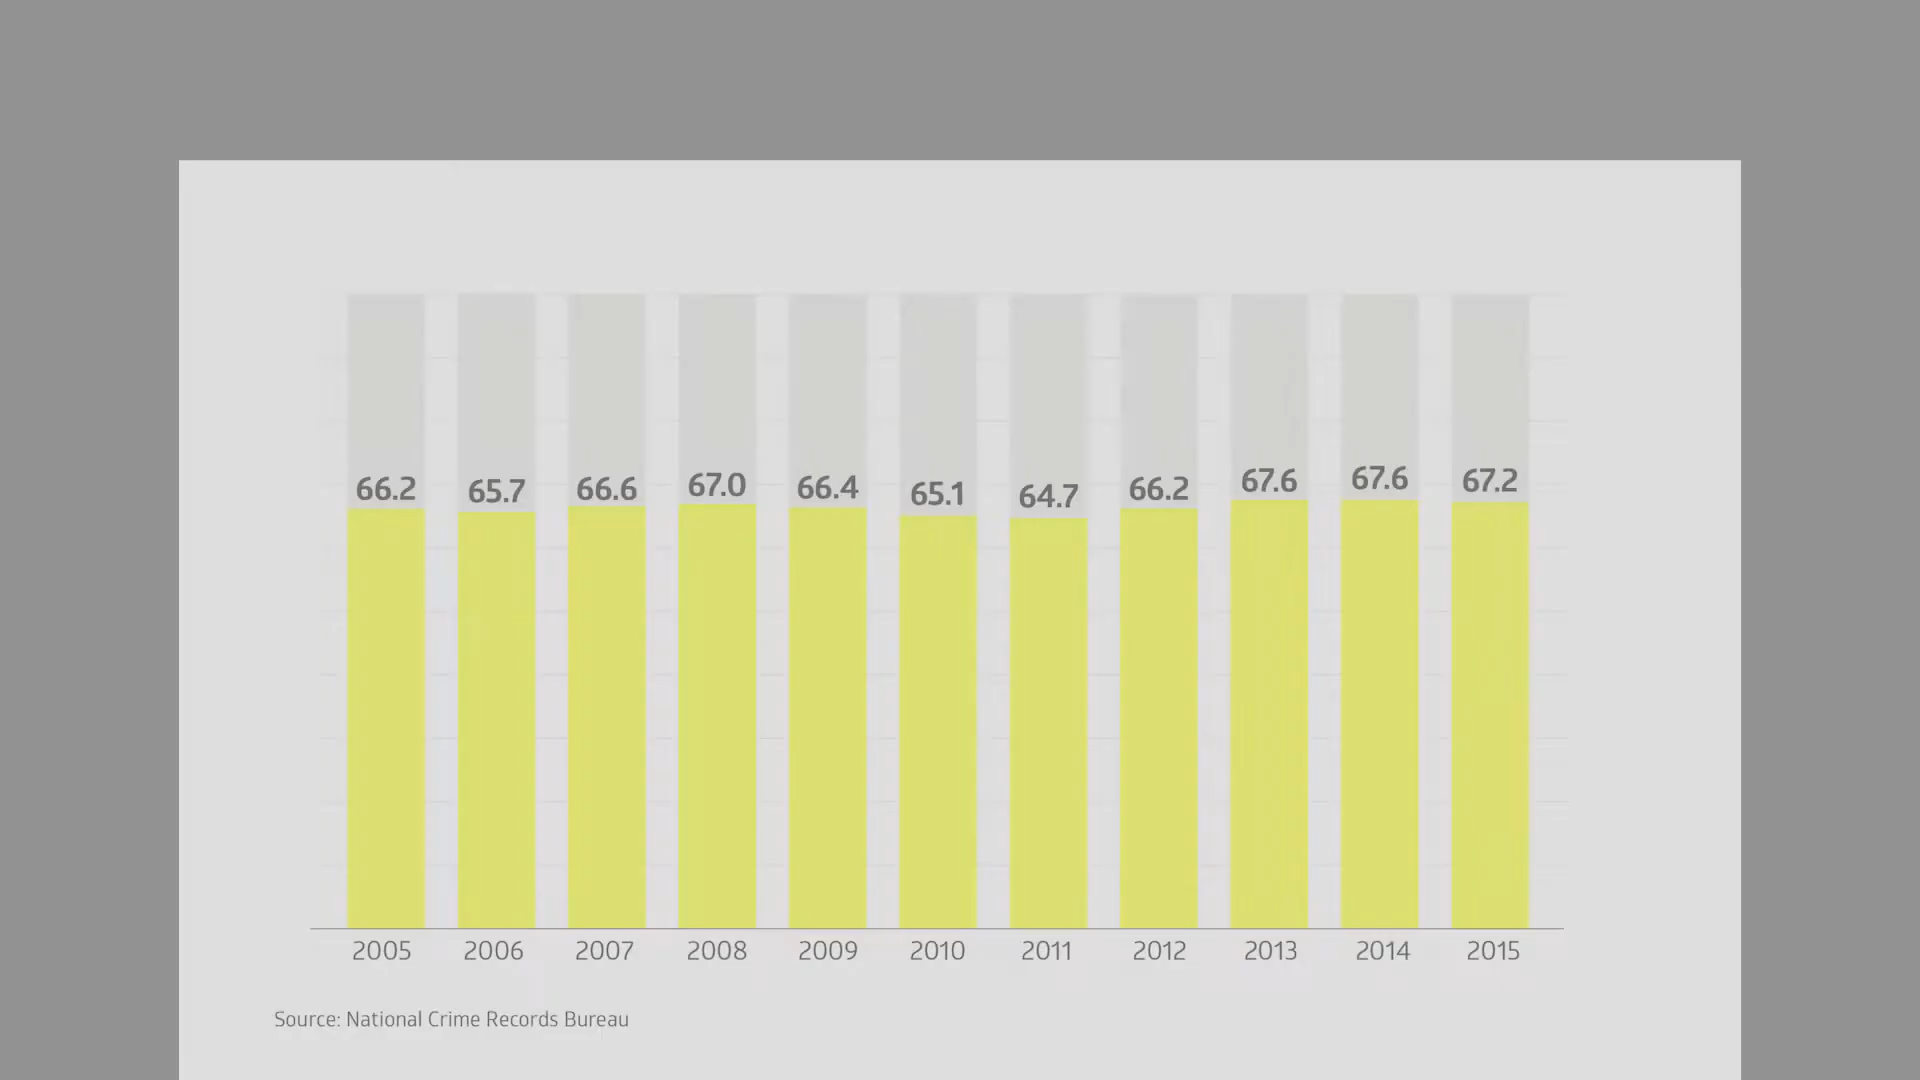 66.2 65.7 66.6 67.0 66.4 65.1 64.7 66.2 67.6 67.6 67.2
2005 2006 2007 2008 2009 2010 2011 2012 2013 2014 2015
Source: National Crime Records Bureau